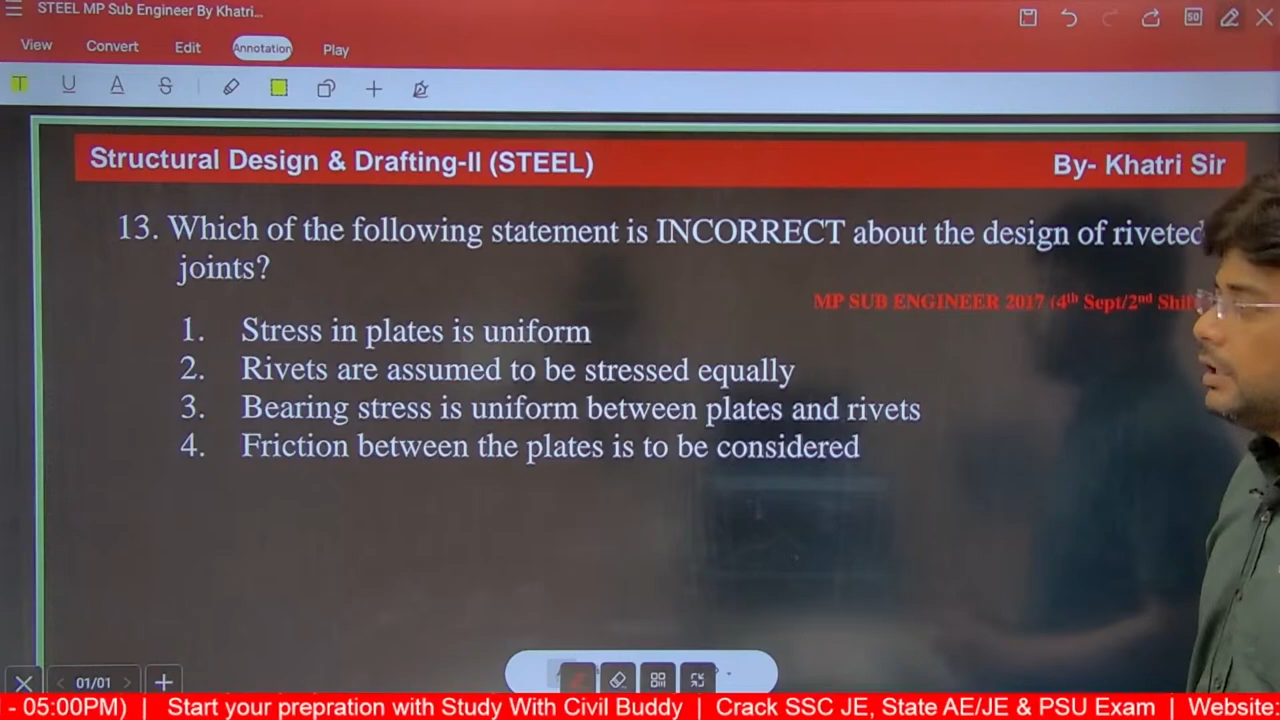 STEEL MP Sub Engineer By Khatri...
50
View Convert Edit Annotation Play
T U A S
Structural Design & Drafting-II (STEEL) By- Khatri Sir
13. Which of the following statement is INCORRECT about the design of riveted
joints?
MP SUB ENGINEER 2017 (4th Sept/2nd Shift
1. Stress in plates is uniform
2. Rivets are assumed to be stressed equally
3. Bearing stress is uniform between plates and rivets
4. Friction between the plates is to be considered
01/01
- 05:00PM) | Start your prepration with Study With Civil Buddy | Crack SSC JE, State AE/JE & PSU Exam | Website: